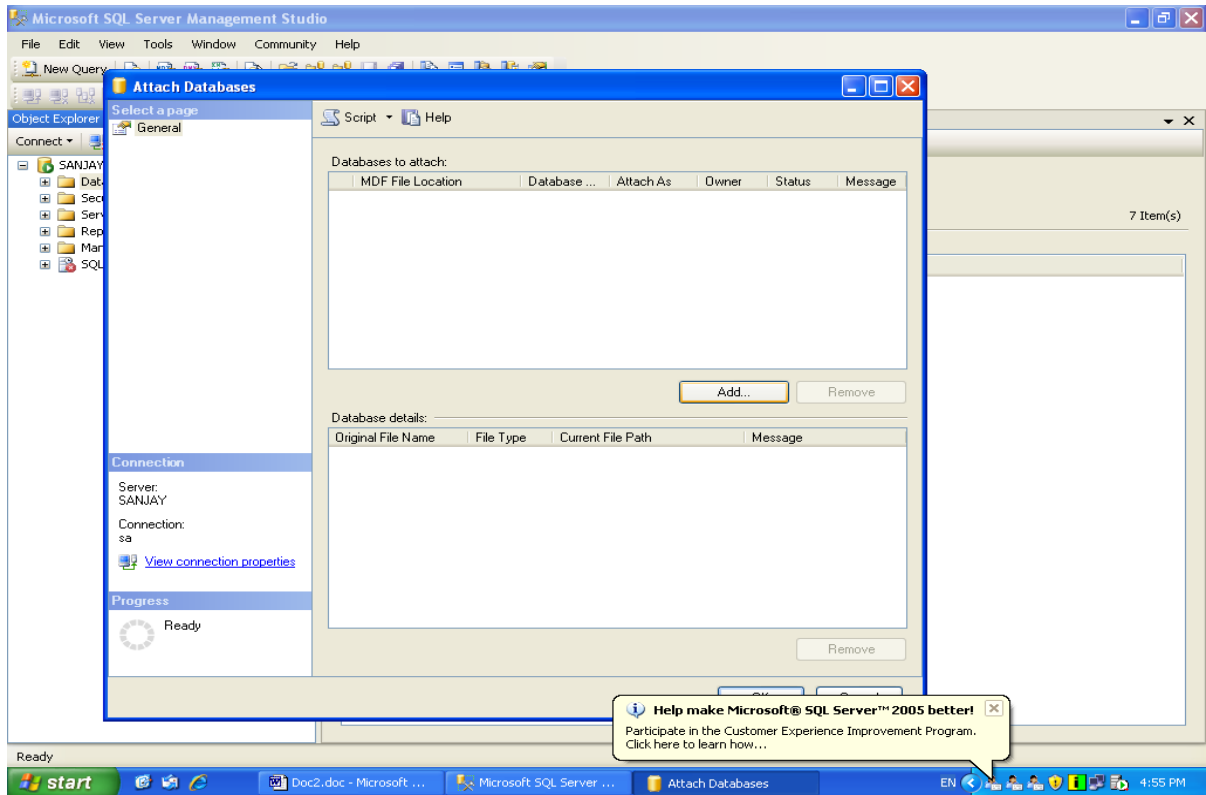 Microsoft SQL Server Management Studio
File Edit View Tools Window Community Help
New Query
Attach Databases
Select a page
General
Script Help
Object Explorer
Connect
SANJAY
7 Item(s)
Databases to attach:
MDF File Location Database ... Attach As Owner Status Message
Add... Remove
Database details:
Original File Name File Type Current File Path Message
Connection
Server:
SANJAY
Connection:
sa
View connection properties
Progress
Ready
Remove
Help make Microsoft® SQL Server™ 2005 better!
Participate in the Customer Experience Improvement Program.
Click here to learn how...
Ready
start Doc2.doc - Microsoft ... Microsoft SQL Server ... Attach Databases EN 4:55 PM